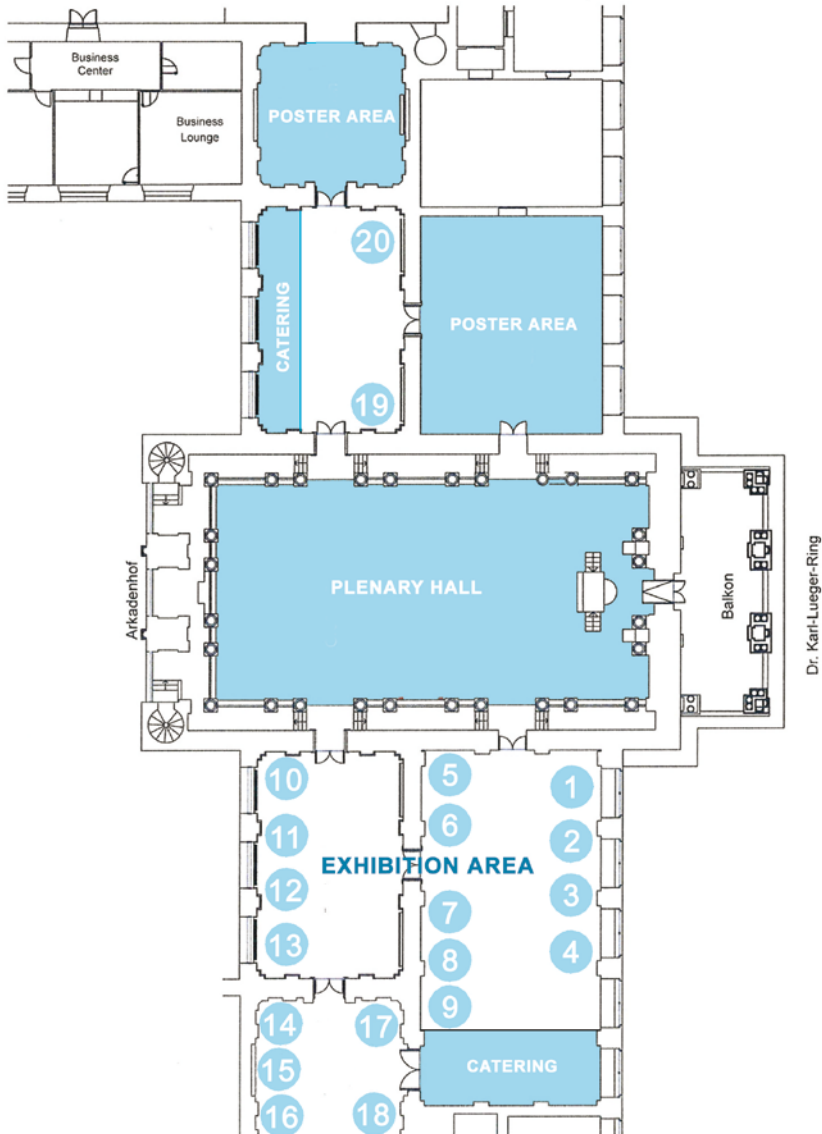 Business
Center
Business
Lounge
POSTER AREA
20
CATERING
POSTER AREA
19
Arkadenhof
PLENARY HALL
Balkon
Dr. Karl-Lueger-Ring
10
5
1
11
6
2
EXHIBITION AREA
12
3
7
13
8
4
9
14
17
15
CATERING
16
18